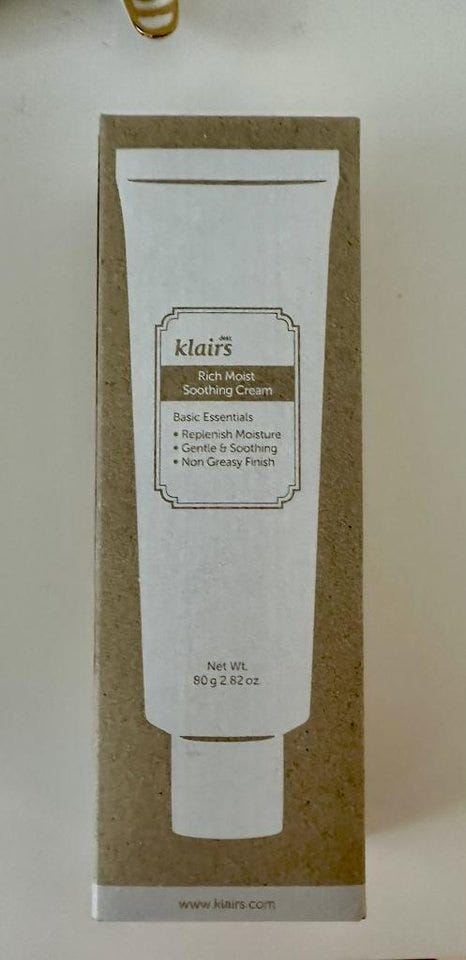 dear,
klairs
Rich Moist
Soothing Cream
Basic Essentials
• Replenish Moisture
• Gentle & Soothing
• Non Greasy Finish
Net Wt.
80 g 2.82 oz.
www.klairs.com